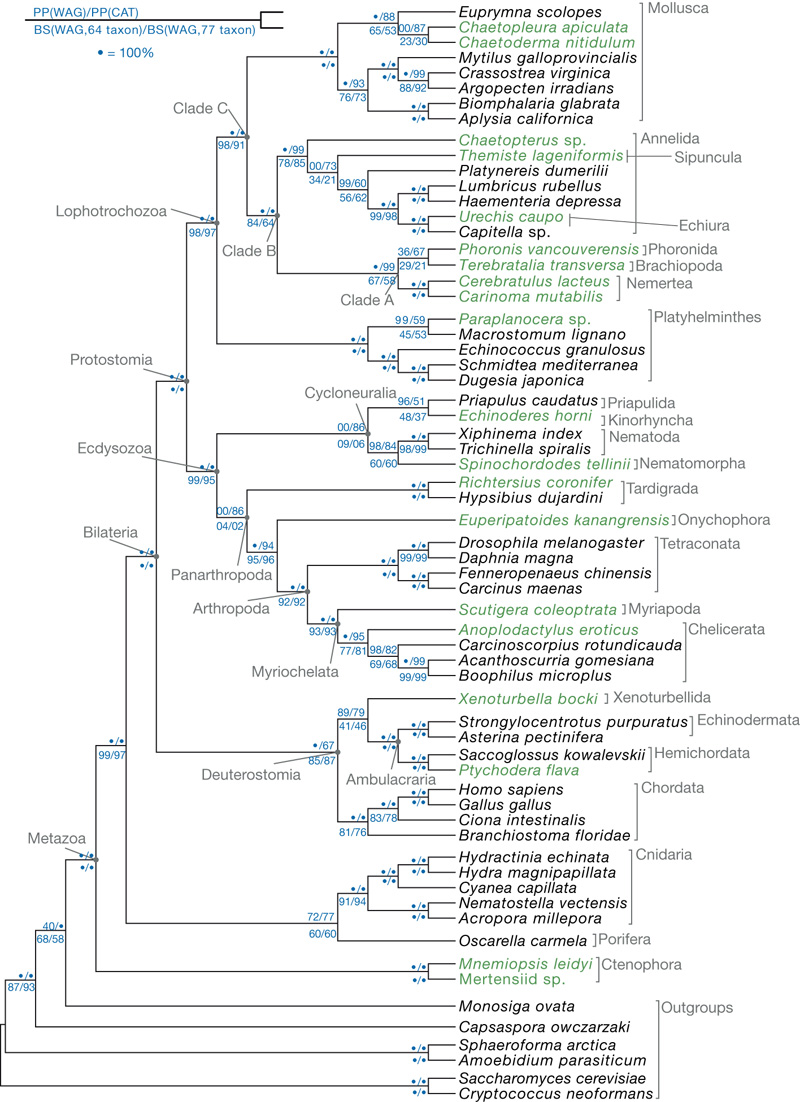 PP(WAG)/PP(CAT)
BS(WAG,64 taxon)/BS(WAG,77 taxon)
• = 100%
•/88
65/53
Euprymna scolopes
00/87
23/30
Chaetopleura apiculata
Chaetoderma nitidulum
Mollusca
•/•
•/•
•/93
76/73
•/•
•/•
Mytilus galloprovincialis
•/99
88/92
Crassostrea virginica
Argopecten irradians
•/•
•/•
Biomphalaria glabrata
Aplysia californica
Clade C
•/•
98/91
•/99
78/85
Chaetopterus sp.
Annelida
00/73
34/21
Themiste lageniformis
Sipuncula
99/60
56/62
Platynereis dumerilii
•/•
99/98
•/•
•/•
Lumbricus rubellus
Haementeria depressa
•/•
•/•
Urechis caupo
Echiura
Capitella sp.
Lophotrochozoa
•/•
98/97
•/•
84/64
Clade B
•/99
67/58
Clade A
36/67
29/21
Phoronis vancouverensis
Phoronida
Terebratalia transversa
Brachiopoda
•/•
•/•
Cerebratulus lacteus
Carinoma mutabilis
Nemertea
•/•
•/•
99/59
45/53
Paraplanocera sp.
Macrostomum lignano
Platyhelminthes
•/•
•/•
Echinococcus granulosus
•/•
•/•
Schmidtea mediterranea
Dugesia japonica
Protostomia
•/•
•/•
Cycloneuralia
00/86
09/06
96/51
48/37
Priapulus caudatus
Priapulida
Echinoderes horni
Kinorhyncha
98/84
60/60
•/•
98/99
Xiphinema index
Trichinella spiralis
Nematoda
Spinochordodes tellinii
Nematomorpha
Ecdysozoa
•/•
99/95
00/86
04/02
Panarthropoda
•/•
•/•
Richtersius coronifer
Hypsibius dujardini
Tardigrada
•/94
95/96
Euperipatoides kanangrensis
Onychophora
Bilateria
•/•
•/•
•/•
92/92
Arthropoda
•/•
•/•
•/•
99/99
Drosophila melanogaster
Daphnia magna
Tetraconata
•/•
•/•
Fenneropenaeus chinensis
Carcinus maenas
•/•
93/93
Myriochelata
Scutigera coleoptrata
Myriapoda
•/95
77/81
Anoplodactylus eroticus
Chelicerata
98/82
69/68
Carcinoscorpius rotundicauda
•/99
99/99
Acanthoscurria gomesiana
Boophilus microplus
•/67
85/87
Deuterostomia
89/79
41/46
Xenoturbella bocki
Xenoturbellida
•/•
•/•
Ambulacraria
•/•
•/•
Strongylocentrotus purpuratus
Asterina pectinifera
Echinodermata
•/•
•/•
Saccoglossus kowalevskii
Ptychodera flava
Hemichordata
•/•
81/76
•/•
83/78
•/•
•/•
Homo sapiens
Gallus gallus
Ciona intestinalis
Branchiostoma floridae
Chordata
•/•
99/97
Metazoa
•/•
•/•
72/77
60/60
•/•
91/94
•/•
•/•
•/•
•/•
Hydractinia echinata
Hydra magnipapillata
Cyanea capillata
Cnidaria
•/•
•/•
Nematostella vectensis
Acropora millepora
Oscarella carmela
Porifera
•/•
•/•
Mnemiopsis leidyi
Mertensiid sp.
Ctenophora
40/•
68/58
Monosiga ovata
Outgroups
•/•
87/93
Capsaspora owczarzaki
•/•
•/•
Sphaeroforma arctica
Amoebidium parasiticum
•/•
•/•
Saccharomyces cerevisiae
Cryptococcus neoformans